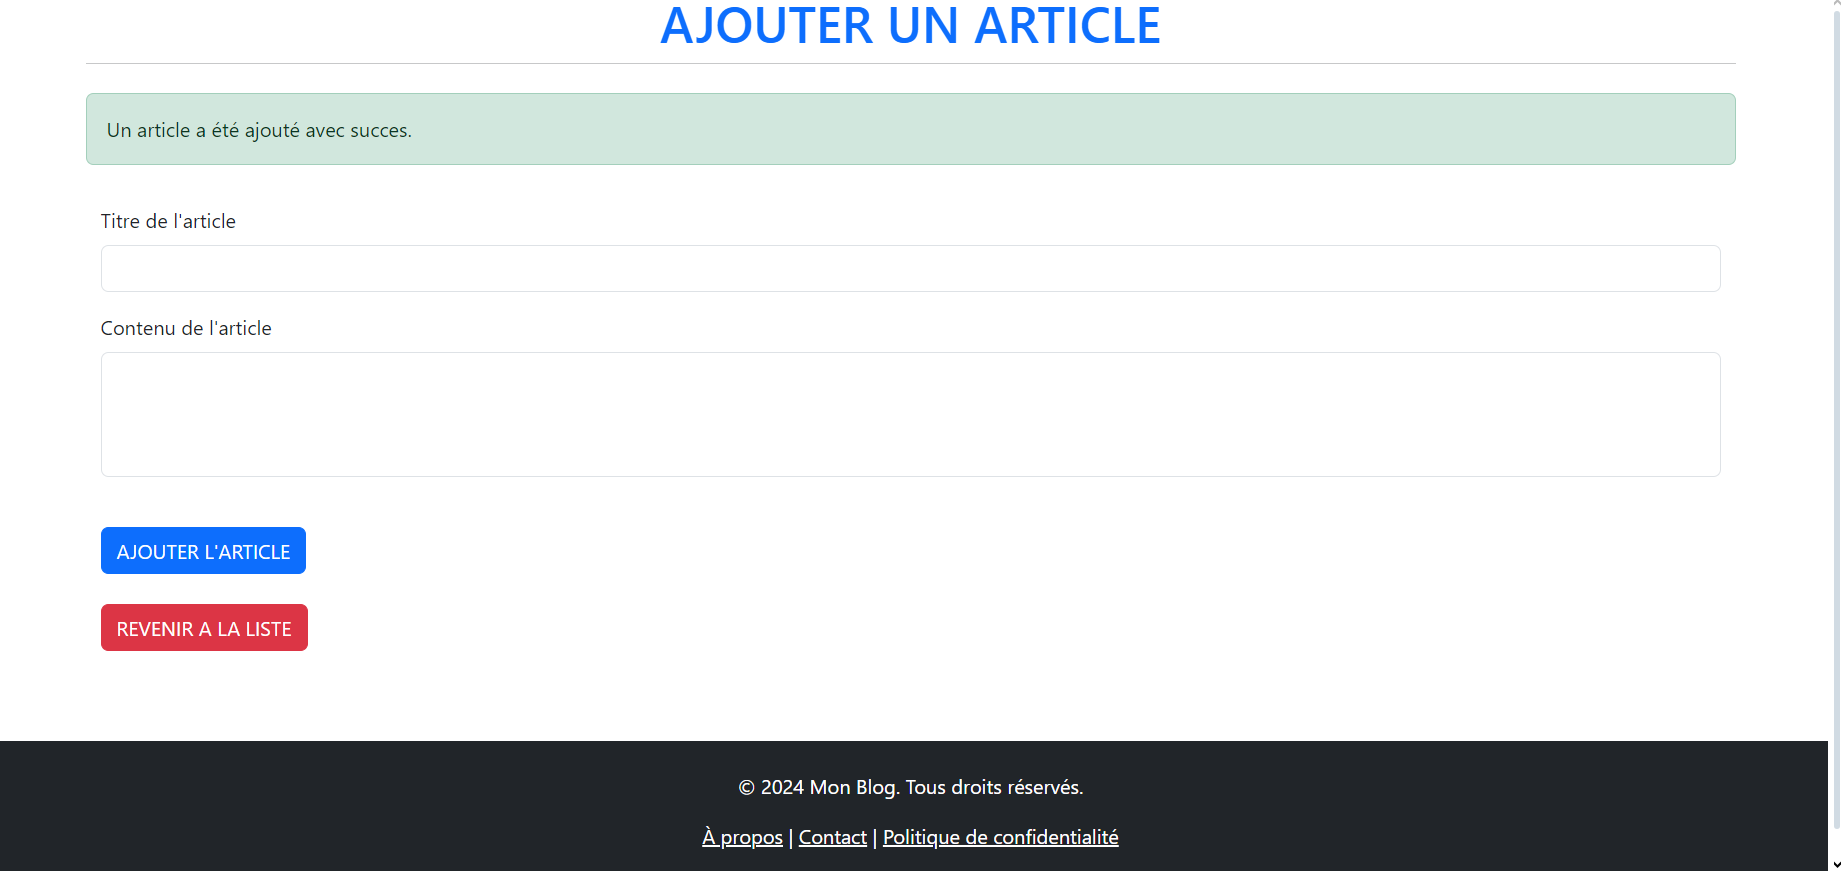 AJOUTER UN ARTICLE
Un article a été ajouté avec succes.
Titre de l'article
Contenu de l'article
AJOUTER L'ARTICLE
REVENIR A LA LISTE
© 2024 Mon Blog. Tous droits réservés.
À propos | Contact | Politique de confidentialité